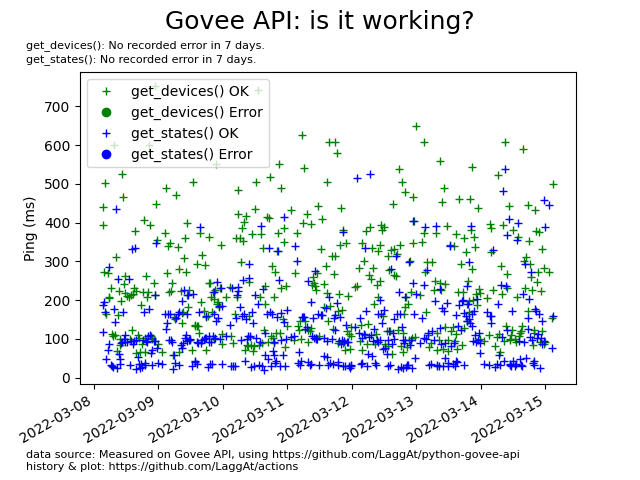 Govee API: is it working?
get_devices(): No recorded error in 7 days.
get_states(): No recorded error in 7 days.
get_devices() OK
get_devices() Error
get_states() OK
get_states() Error
Ping (ms)
700
600
500
400
300
200
100
0
2022-03-08
2022-03-09
2022-03-10
2022-03-11
2022-03-12
2022-03-13
2022-03-14
2022-03-15
data source: Measured on Govee API, using https://github.com/LaggAt/python-govee-api
history & plot: https://github.com/LaggAt/actions